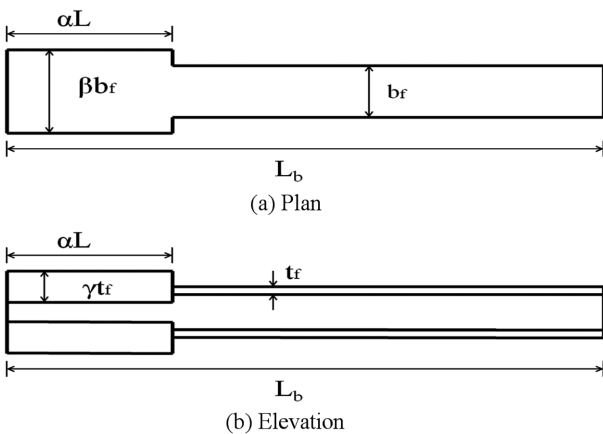 αL
βbf
bf
Lb
(a) Plan
αL
tf
γtf
Lb
(b) Elevation